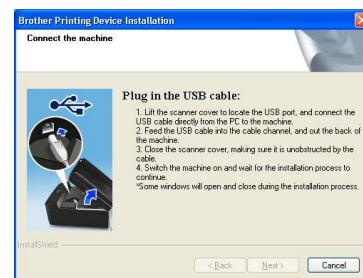 Brother Printing Device Installation
Connect the machine
Plug in the USB cable:
1. Lift the scanner cover to locate the USB port, and connect the
USB cable directly from the PC to the machine.
2. Feed the USB cable into the cable channel, and out the back of
the machine.
3. Close the scanner cover, making sure it is unobstructed by the
cable.
4. Switch the machine on and wait for the installation process to
continue.
*Some windows will open and close during the installation process.
InstallShield
< Back
Next >
Cancel